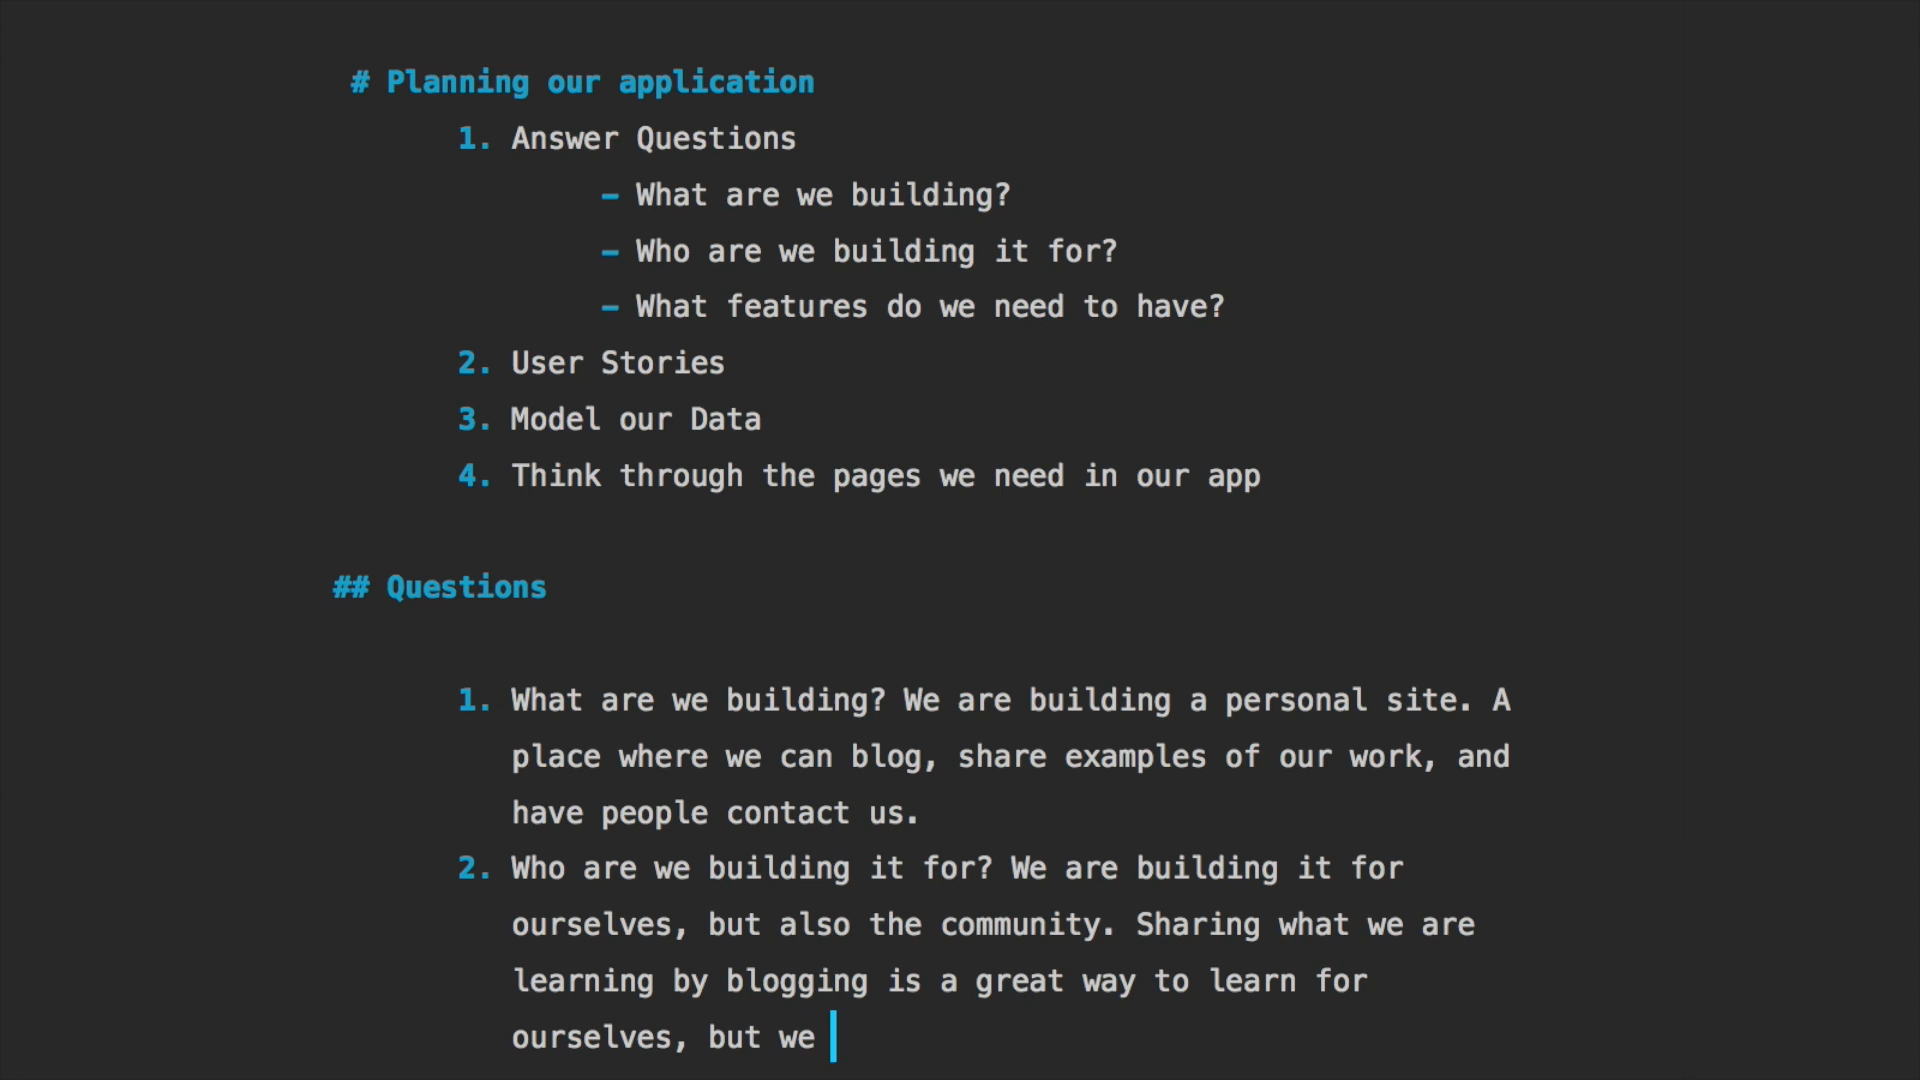 # Planning our application
1. Answer Questions
- What are we building?
- Who are we building it for?
- What features do we need to have?
2. User Stories
3. Model our Data
4. Think through the pages we need in our app
## Questions
1. What are we building? We are building a personal site. A
place where we can blog, share examples of our work, and
have people contact us.
2. Who are we building it for? We are building it for
ourselves, but also the community. Sharing what we are
learning by blogging is a great way to learn for
ourselves, but we